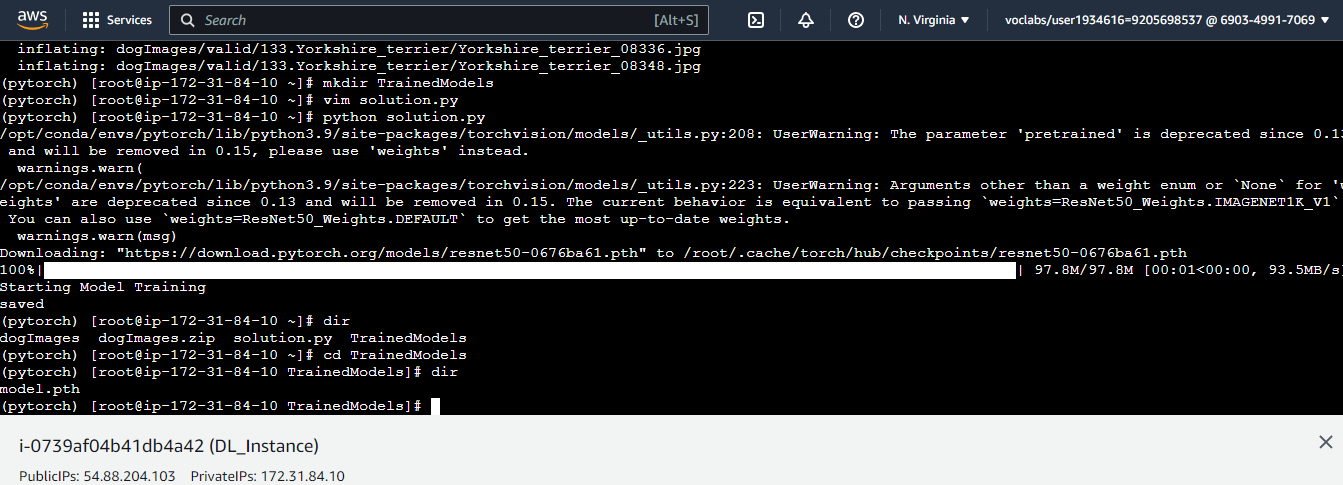 aws
Services
Search
[Alt+S]
N. Virginia
voclabs/user1934616=9205698537 @ 6903-4991-7069
inflating: dogImages/valid/133.Yorkshire_terrier/Yorkshire_terrier_08336.jpg
inflating: dogImages/valid/133.Yorkshire_terrier/Yorkshire_terrier_08348.jpg
(pytorch) [root@ip-172-31-84-10 ~]# mkdir TrainedModels
(pytorch) [root@ip-172-31-84-10 ~]# vim solution.py
(pytorch) [root@ip-172-31-84-10 ~]# python solution.py
/opt/conda/envs/pytorch/lib/python3.9/site-packages/torchvision/models/_utils.py:208: UserWarning: The parameter 'pretrained' is deprecated since 0.13
and will be removed in 0.15, please use 'weights' instead.
warnings.warn(
/opt/conda/envs/pytorch/lib/python3.9/site-packages/torchvision/models/_utils.py:223: UserWarning: Arguments other than a weight enum or `None` for 'w
eights' are deprecated since 0.13 and will be removed in 0.15. The current behavior is equivalent to passing `weights=ResNet50_Weights.IMAGENET1K_V1`
You can also use `weights=ResNet50_Weights.DEFAULT` to get the most up-to-date weights.
warnings.warn(msg)
Downloading: "https://download.pytorch.org/models/resnet50-0676ba61.pth" to /root/.cache/torch/hub/checkpoints/resnet50-0676ba61.pth
100%| | 97.8M/97.8M [00:01<00:00, 93.5MB/s]
Starting Model Training
saved
(pytorch) [root@ip-172-31-84-10 ~]# dir
dogImages dogImages.zip solution.py TrainedModels
(pytorch) [root@ip-172-31-84-10 ~]# cd TrainedModels
(pytorch) [root@ip-172-31-84-10 TrainedModels]# dir
model.pth
(pytorch) [root@ip-172-31-84-10 TrainedModels]#
i-0739af04b41db4a42 (DL_Instance)
PublicIPs: 54.88.204.103 PrivateIPs: 172.31.84.10